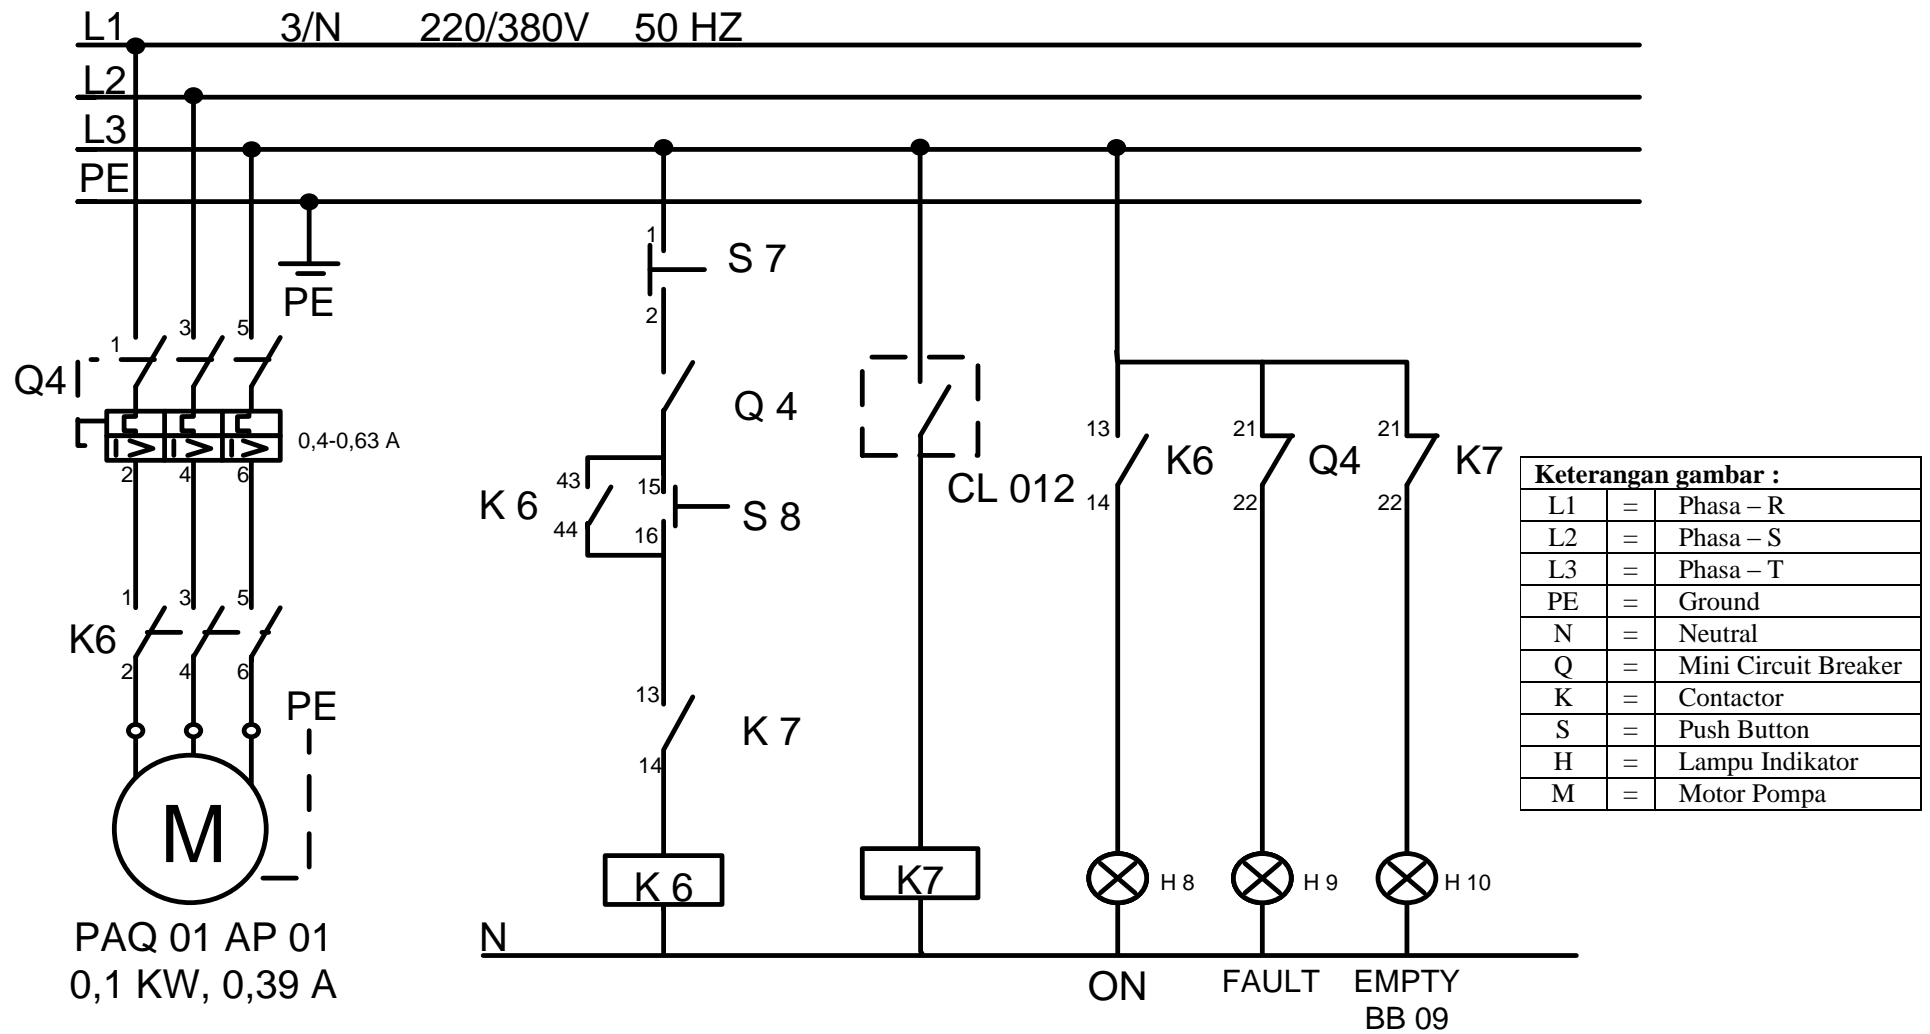 L1 3/N 220/380V 50 HZ
L2
L3
PE
PE
1 3 5
Q4
0,4-0,63 A
2 4 6
1 3 5
K6
2 4 6
PE
M
PAQ 01 AP 01
0,1 KW, 0,39 A
1
S 7
2
Q 4
43 15
K 6 S 8
44 16
13
K 7
14
K 6
CL 012
K7
13 21 21
K6 Q4 K7
14 22 22
H 8 H 9 H 10
N
ON FAULT EMPTY
BB 09
Keterangan gambar :
L1 = Phasa – R
L2 = Phasa – S
L3 = Phasa – T
PE = Ground
N = Neutral
Q = Mini Circuit Breaker
K = Contactor
S = Push Button
H = Lampu Indikator
M = Motor Pompa